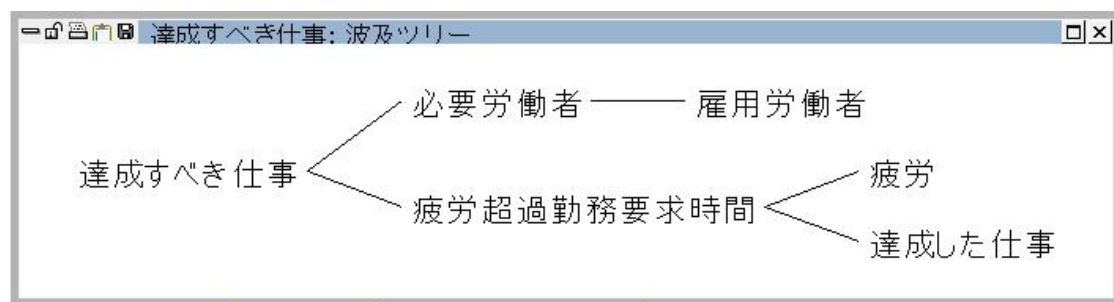 達成すべき仕事: 波及ツリー
必要労働者
雇用労働者
達成すべき仕事
疲労
疲労超過勤務要求時間
達成した仕事